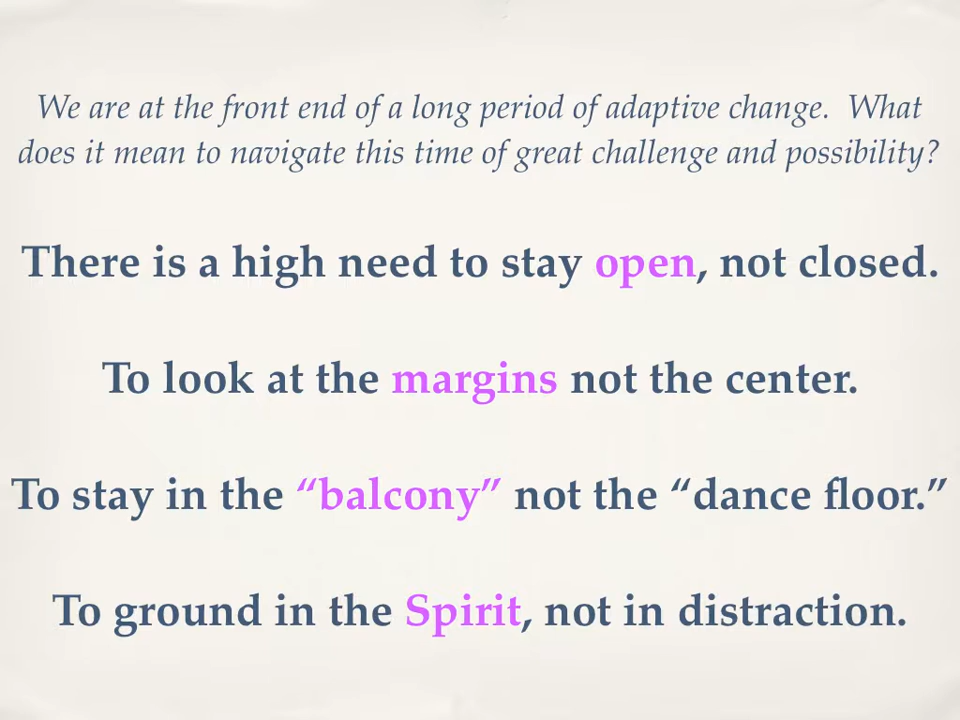 We are at the front end of a long period of adaptive change.  What
does it mean to navigate this time of great challenge and possibility?
There is a high need to stay open, not closed.
To look at the margins not the center.
To stay in the “balcony” not the “dance floor.”
To ground in the Spirit, not in distraction.